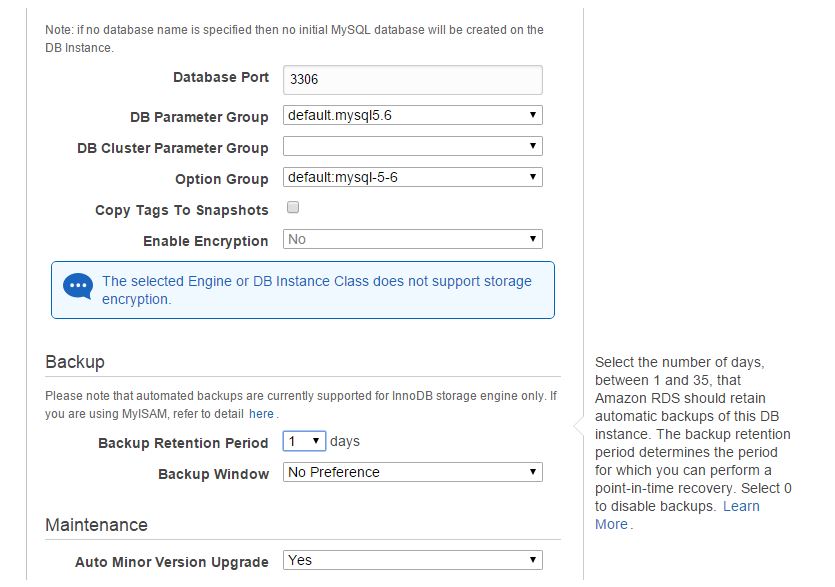 Note: if no database name is specified then no initial MySQL database will be created on the
DB Instance.
Database Port 3306
DB Parameter Group default.mysql5.6
DB Cluster Parameter Group
Option Group default:mysql-5-6
Copy Tags To Snapshots
Enable Encryption No
The selected Engine or DB Instance Class does not support storage
encryption.
Backup
Please note that automated backups are currently supported for InnoDB storage engine only. If
you are using MyISAM, refer to detail here.
Backup Retention Period 1 days
Backup Window No Preference
Maintenance
Auto Minor Version Upgrade Yes
Select the number of days,
between 1 and 35, that
Amazon RDS should retain
automatic backups of this DB
instance. The backup retention
period determines the period
for which you can perform a
point-in-time recovery. Select 0
to disable backups. Learn
More.